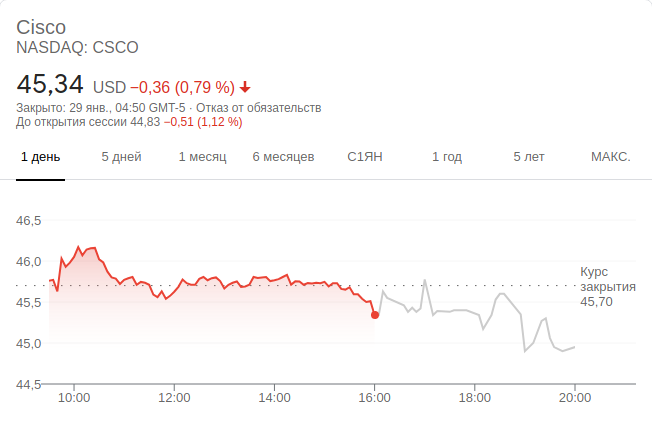 Cisco
NASDAQ: CSCO
45,34 USD −0,36 (0,79 %)
Закрыто: 29 янв., 04:50 GMT-5 · Отказ от обязательств
До открытия сессии 44,83 −0,51 (1,12 %)
1 день 5 дней 1 месяц 6 месяцев С1ЯН 1 год 5 лет МАКС.
46,5
46,0
45,5
45,0
44,5
Курс
закрытия
45,70
10:00 12:00 14:00 16:00 18:00 20:00